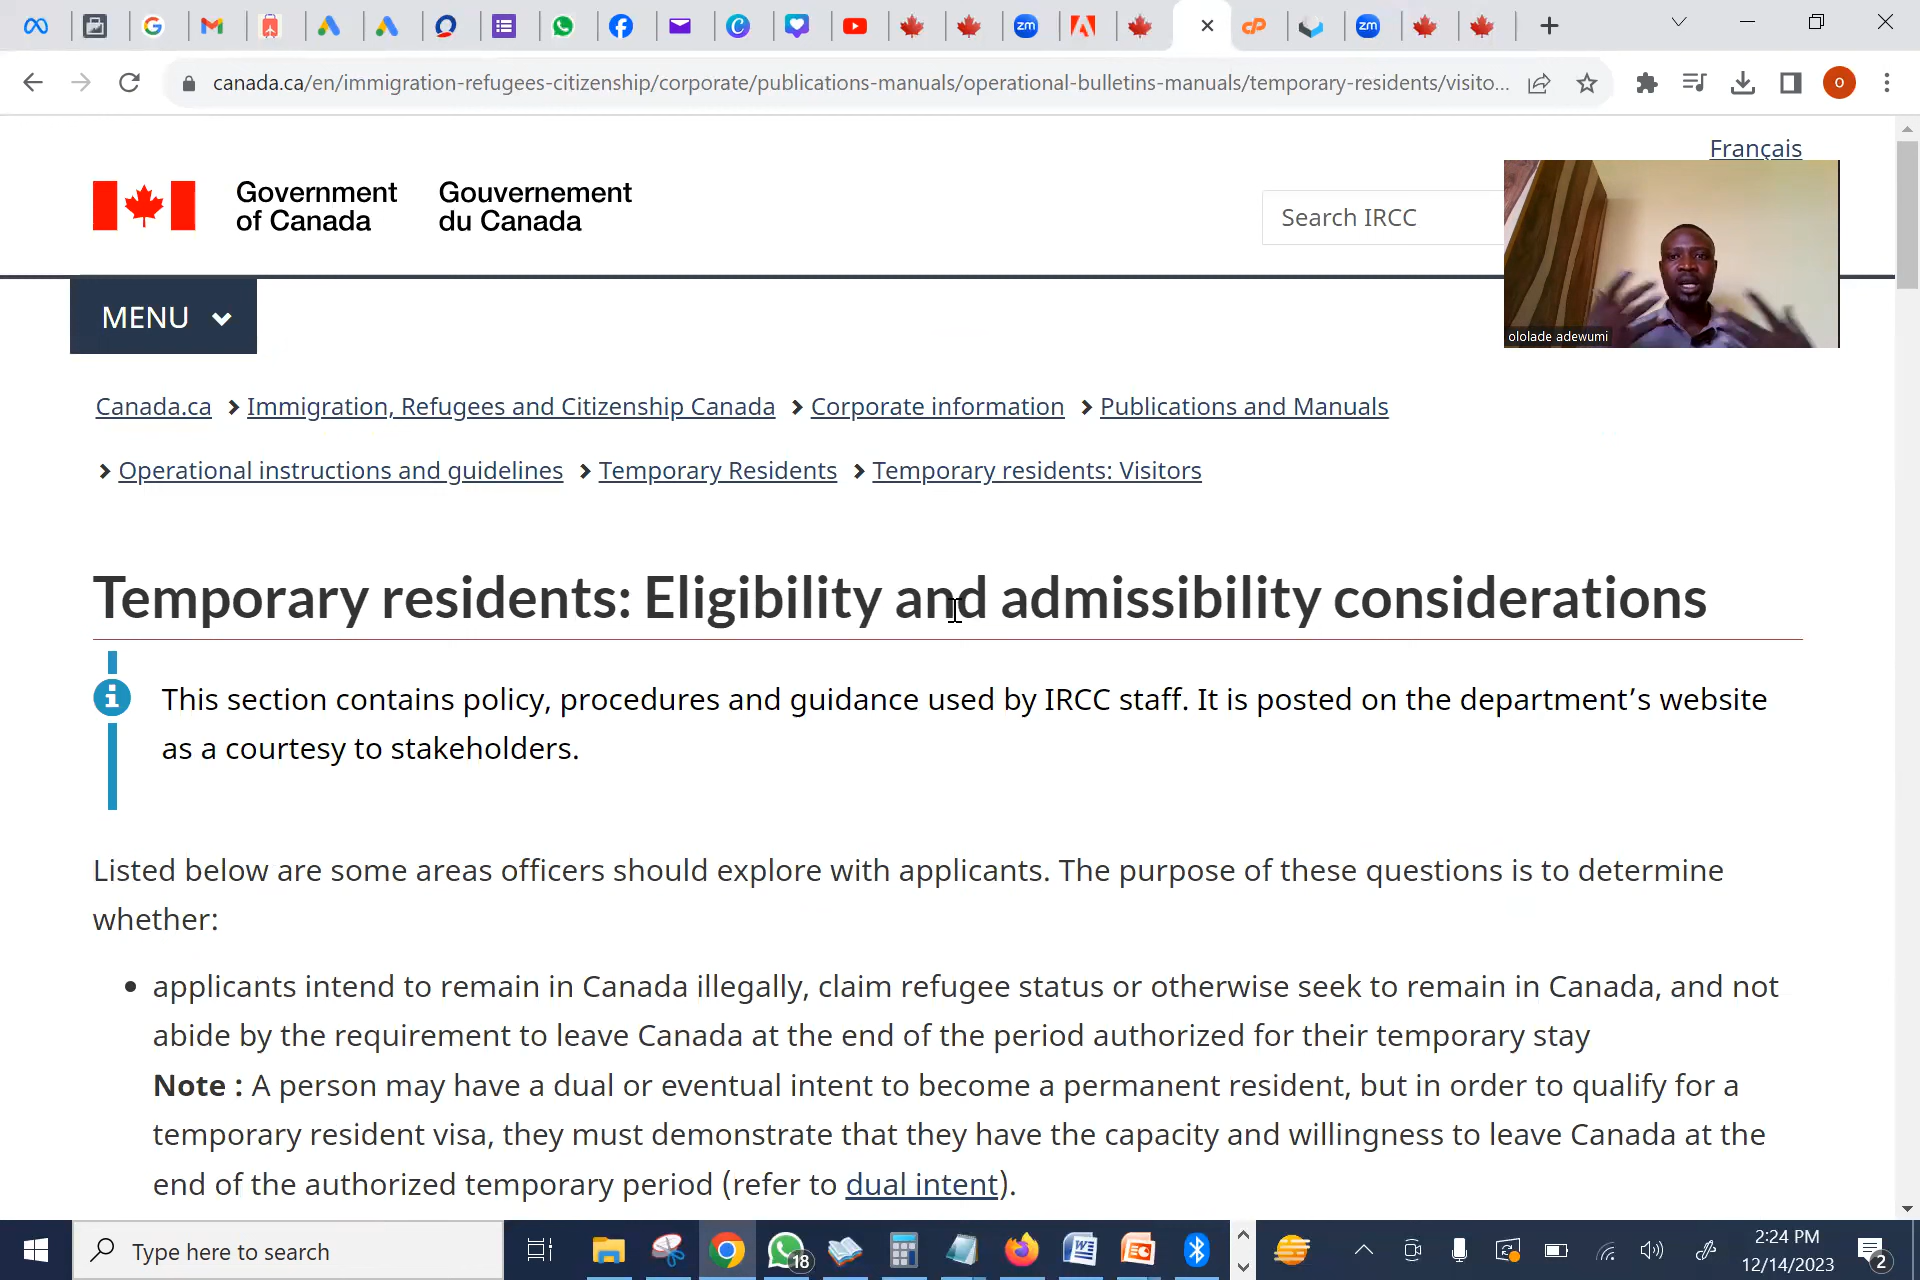 canada.ca/en/immigration-refugees-citizenship/corporate/publications-manuals/operational-bulletins-manuals/temporary-residents/visito...
Français
Government of Canada
Gouvernement du Canada
Search IRCC
ololade adewumi
MENU
Canada.ca > Immigration, Refugees and Citizenship Canada > Corporate information > Publications and Manuals
> Operational instructions and guidelines > Temporary Residents > Temporary residents: Visitors
Temporary residents: Eligibility and admissibility considerations
This section contains policy, procedures and guidance used by IRCC staff. It is posted on the department's website
as a courtesy to stakeholders.
Listed below are some areas officers should explore with applicants. The purpose of these questions is to determine
whether:
• applicants intend to remain in Canada illegally, claim refugee status or otherwise seek to remain in Canada, and not
abide by the requirement to leave Canada at the end of the period authorized for their temporary stay
Note : A person may have a dual or eventual intent to become a permanent resident, but in order to qualify for a
temporary resident visa, they must demonstrate that they have the capacity and willingness to leave Canada at the
end of the authorized temporary period (refer to dual intent).
Type here to search
18
2:24 PM
12/14/2023
2